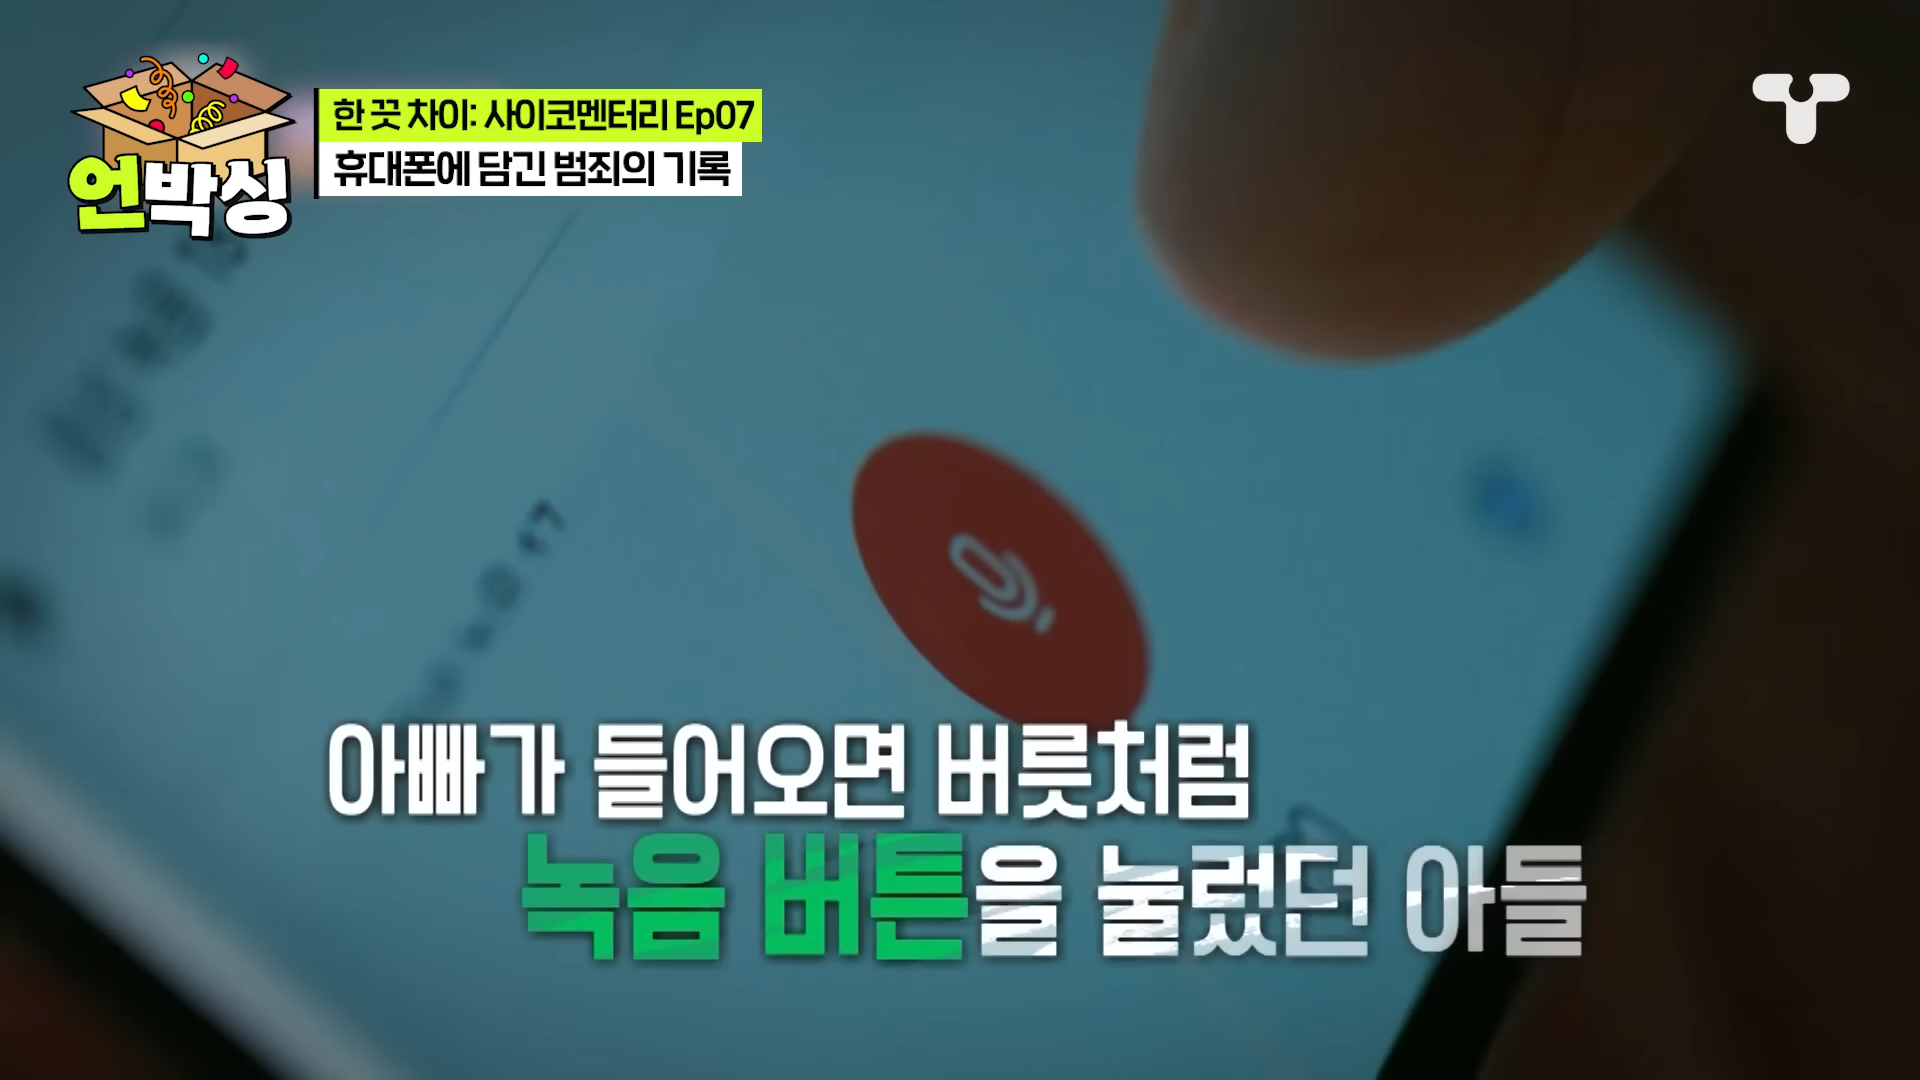 한 끗 차이: 사이코멘터리 Ep07
휴대폰에 담긴 범죄의 기록
언박싱
아빠가 들어오면 버릇처럼
녹음 버튼을 눌렀던 아들